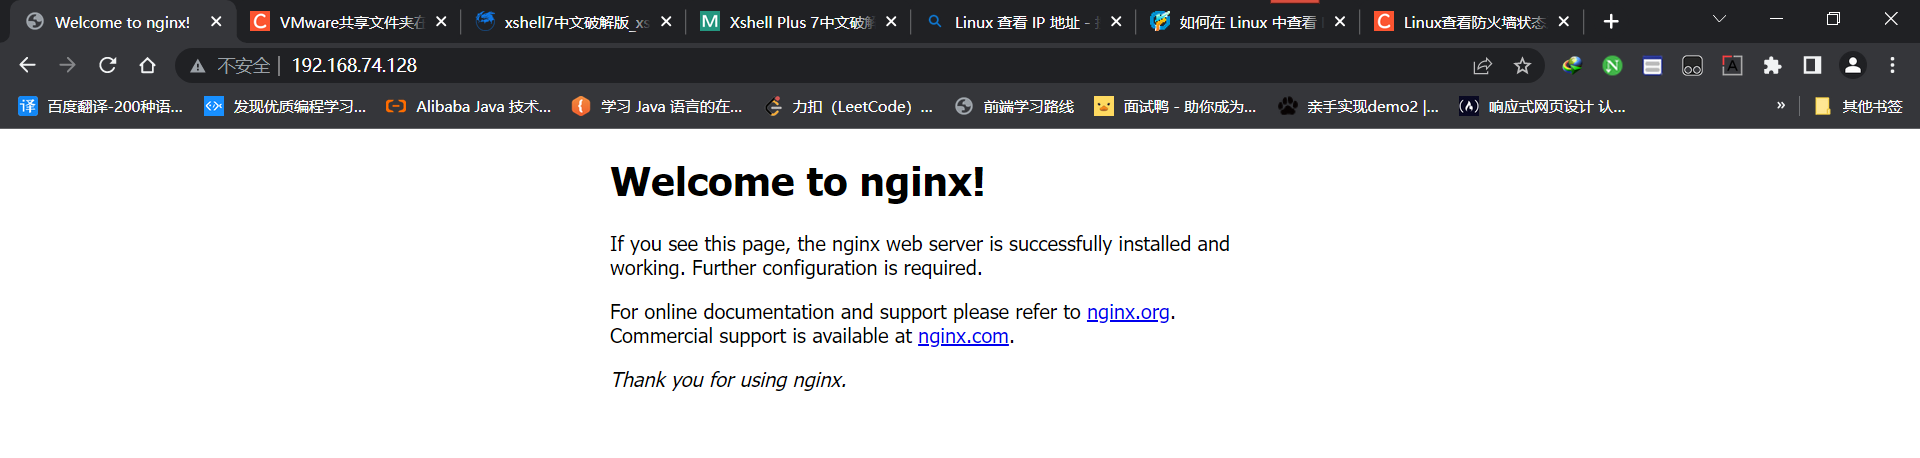 Welcome to nginx!
VMware共享文件夹在
xshell7中文破解版_xs
Xshell Plus 7中文破解
Linux 查看 IP 地址 -
如何在 Linux 中查看
Linux查看防火墙状态
不安全 | 192.168.74.128
百度翻译-200种语...
发现优质编程学习...
Alibaba Java 技术...
学习 Java 语言的在...
力扣（LeetCode）...
前端学习路线
面试鸭 - 助你成为...
亲手实现demo2 |...
响应式网页设计 认...
»
其他书签
Welcome to nginx!
If you see this page, the nginx web server is successfully installed and
working. Further configuration is required.
For online documentation and support please refer to nginx.org.
Commercial support is available at nginx.com.
Thank you for using nginx.